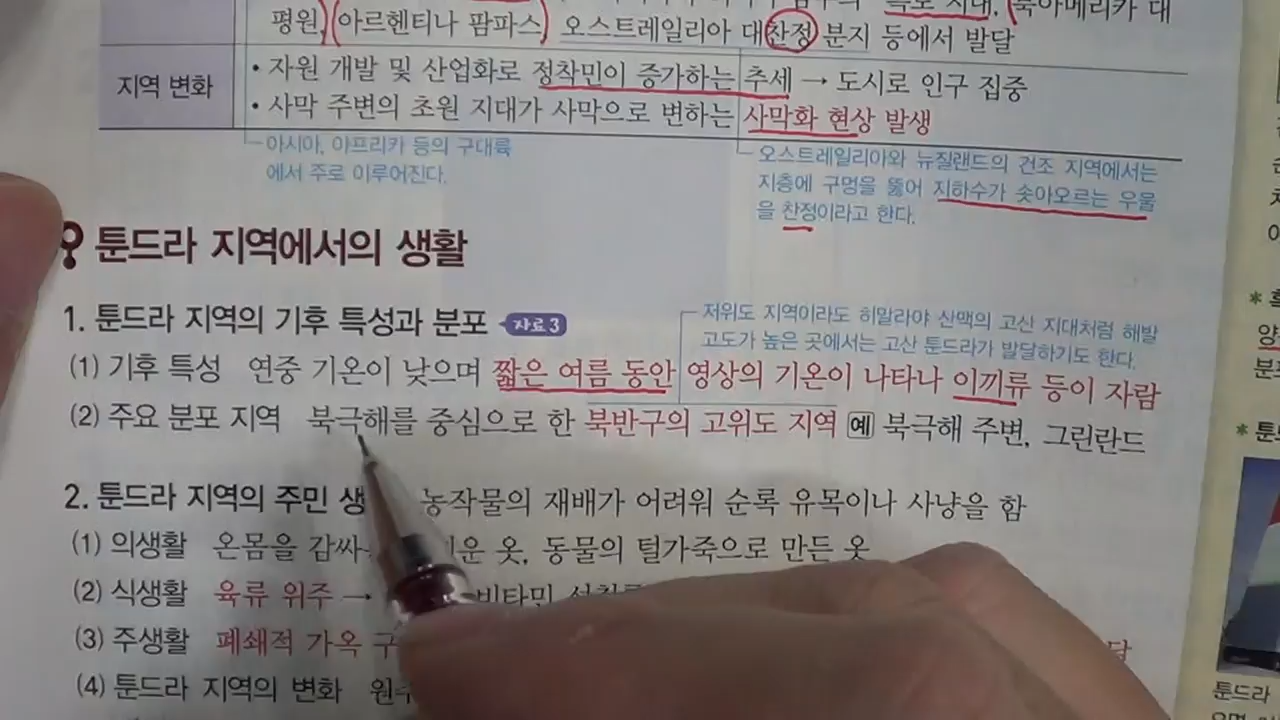 폭포 지대, (북아메리카 대
평원,) (아르헨티나 팜파스) 오스트레일리아 대찬정 분지 등에서 발달
지역 변화
• 자원 개발 및 산업화로 정착민이 증가하는 추세 → 도시로 인구 집중
• 사막 주변의 초원 지대가 사막으로 변하는 사막화 현상 발생
아시아, 아프리카 등의 구대륙
에서 주로 이루어진다.
오스트레일리아와 뉴질랜드의 건조 지역에서는
지층에 구멍을 뚫어 지하수가 솟아오르는 우물
을 찬정이라고 한다.
툰드라 지역에서의 생활
1. 툰드라 지역의 기후 특성과 분포 자료 3
저위도 지역이라도 히말라야 산맥의 고산 지대처럼 해발
고도가 높은 곳에서는 고산 툰드라가 발달하기도 한다.
(1) 기후 특성 연중 기온이 낮으며 짧은 여름 동안 영상의 기온이 나타나 이끼류 등이 자람
(2) 주요 분포 지역 북극해를 중심으로 한 북반구의 고위도 지역 예 북극해 주변, 그린란드
2. 툰드라 지역의 주민 생 농작물의 재배가 어려워 순록 유목이나 사냥을 함
(1) 의생활 온몸을 감싸 옷, 동물의 털가죽으로 만든 옷
(2) 식생활 육류 위주 → 비타민
(3) 주생활 폐쇄적 가옥 구
(4) 툰드라 지역의 변화
* 툰
툰드라